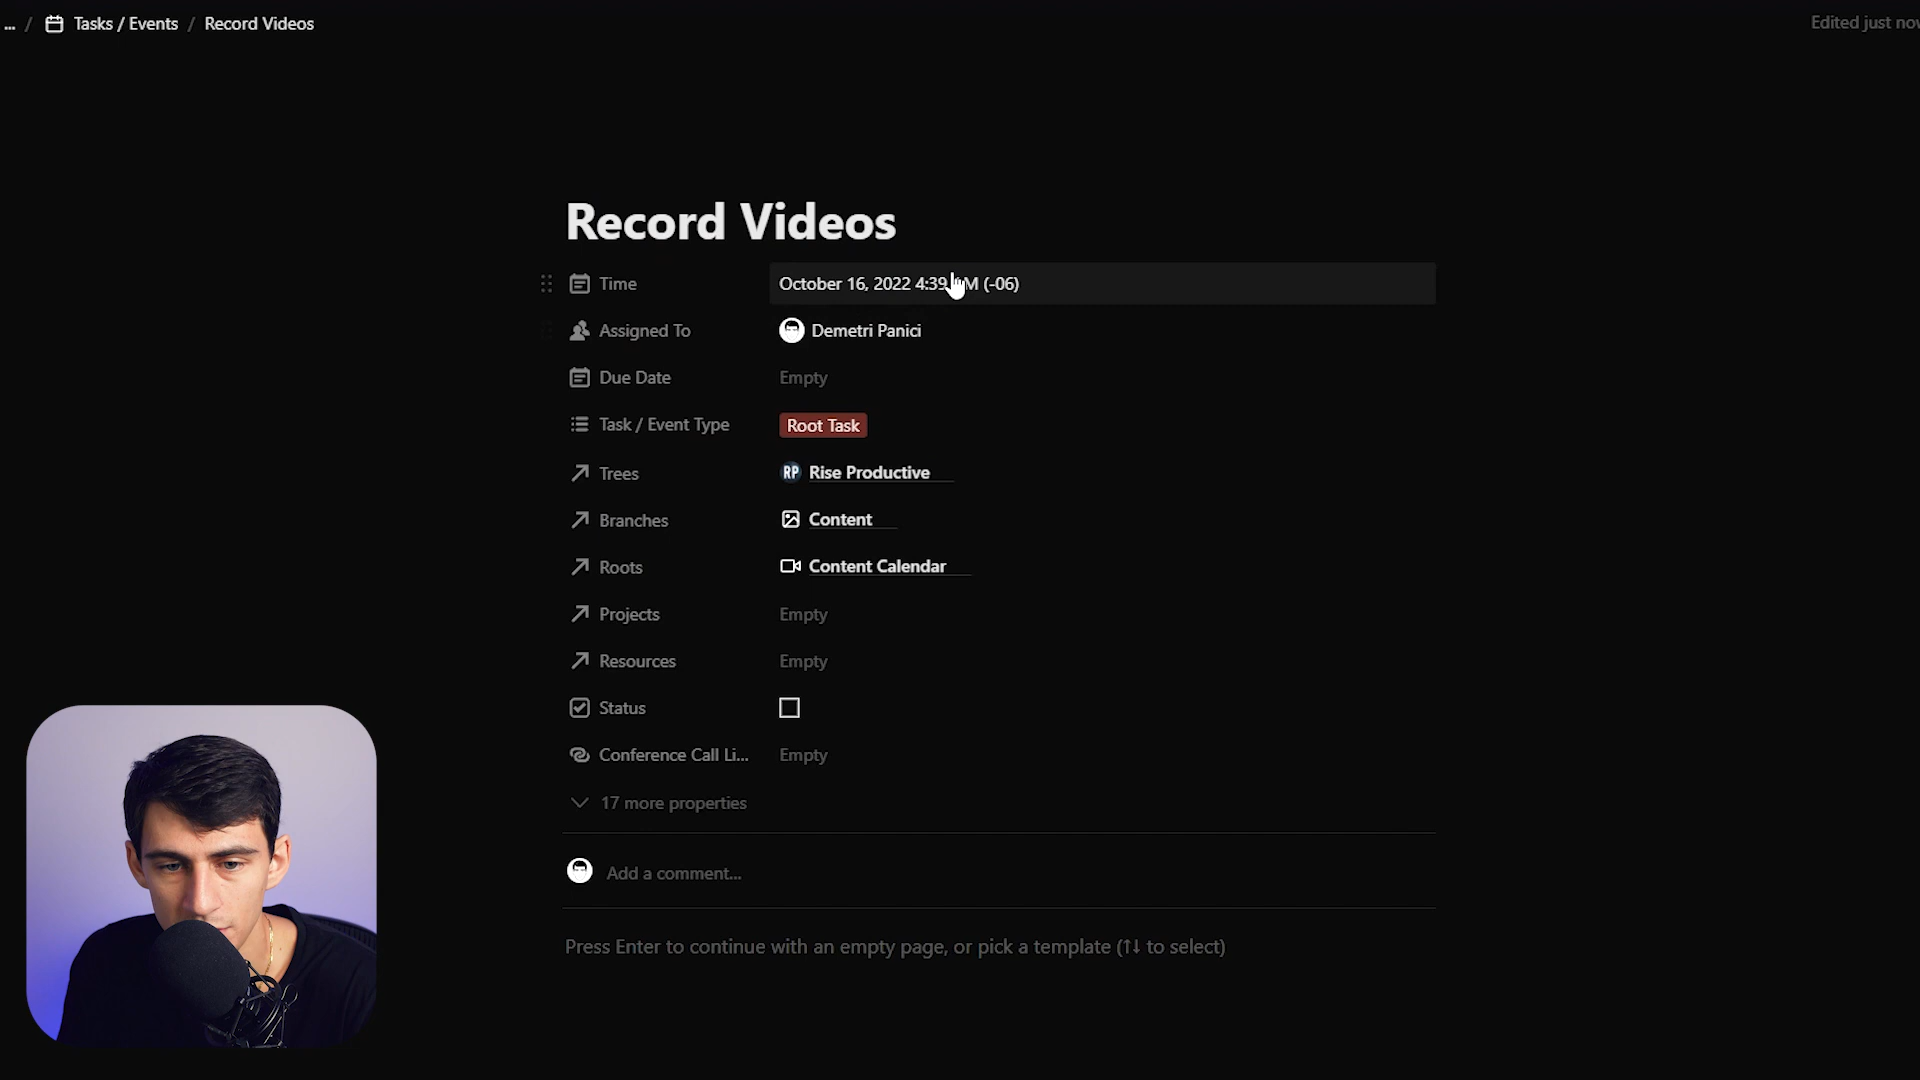 ... / Tasks / Events / Record Videos
Edited just
Record Videos
Time October 16, 2022 4:39 M (-06)
Assigned To Demetri Panici
Due Date Empty
Task / Event Type Root Task
Trees RP Rise Productive
Branches Content
Roots Content Calendar
Projects Empty
Resources Empty
Status
Conference Call Li... Empty
17 more properties
Add a comment...
Press Enter to continue with an empty page, or pick a template (↑↓ to select)